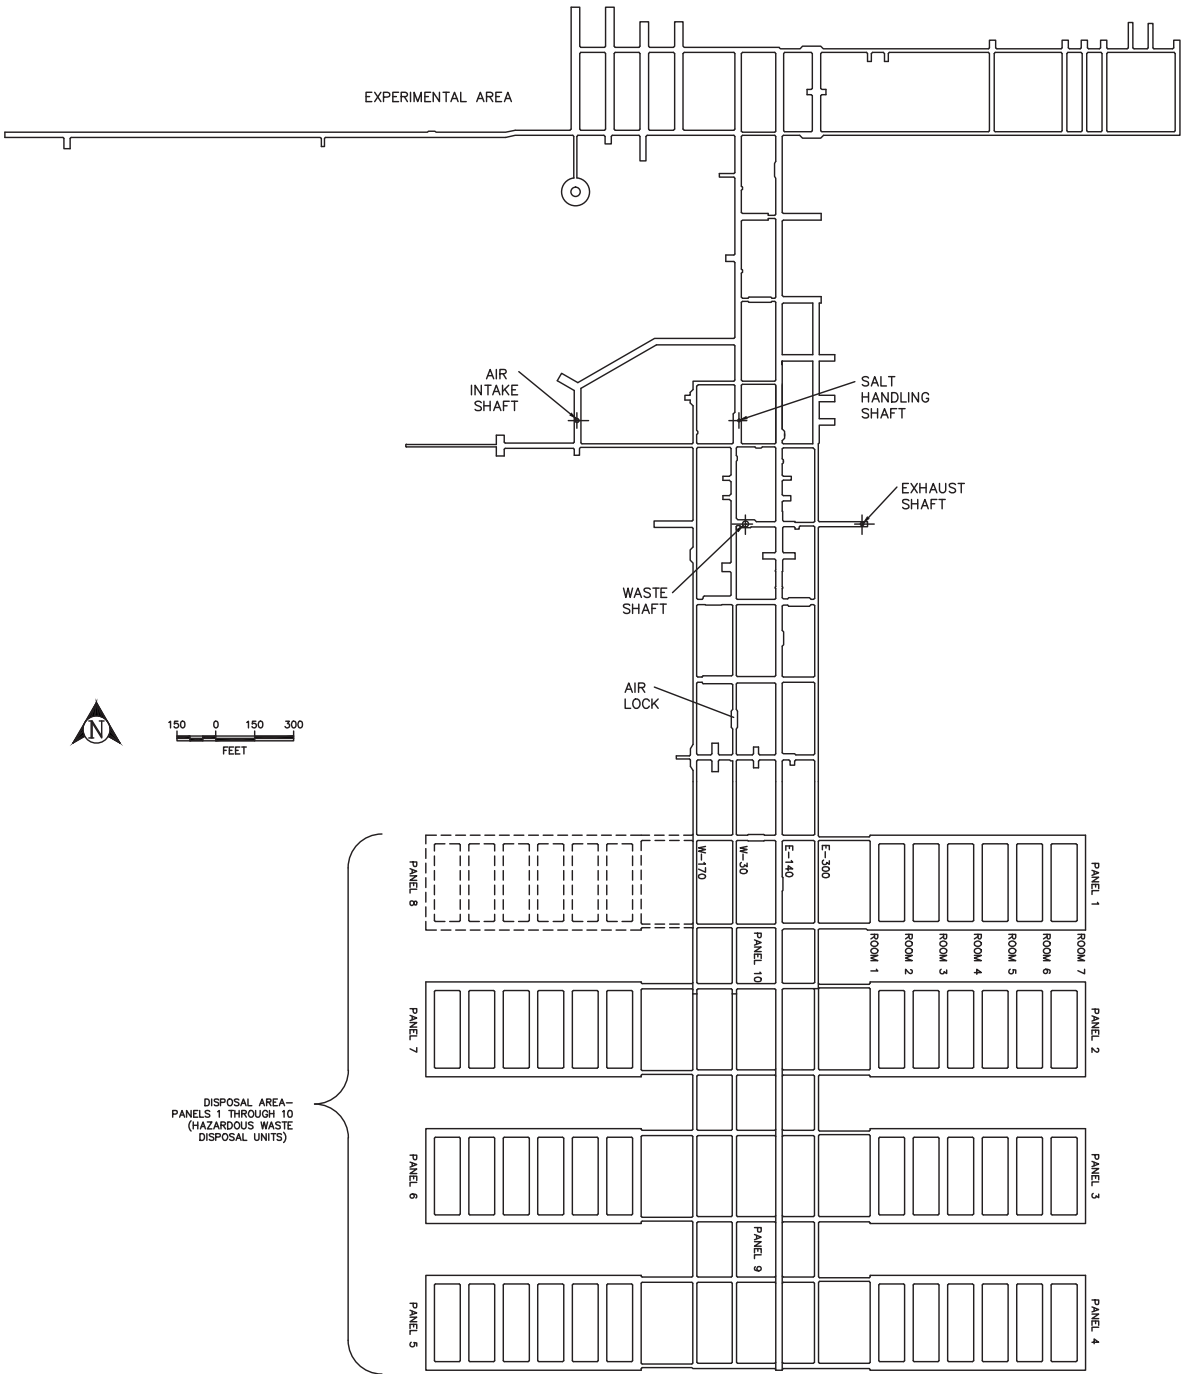 EXPERIMENTAL AREA
AIR
INTAKE
SHAFT
SALT
HANDLING
SHAFT
EXHAUST
SHAFT
WASTE
SHAFT
AIR
LOCK
N
150 0 150 300
FEET
PANEL 8
W-170
W-30
E-140
E-300
PANEL 1
PANEL 10
ROOM 1
ROOM 2
ROOM 3
ROOM 4
ROOM 5
ROOM 6
ROOM 7
PANEL 7
PANEL 2
DISPOSAL AREA-
PANELS 1 THROUGH 10
(HAZARDOUS WASTE
DISPOSAL UNITS)
PANEL 6
PANEL 3
PANEL 9
PANEL 5
PANEL 4